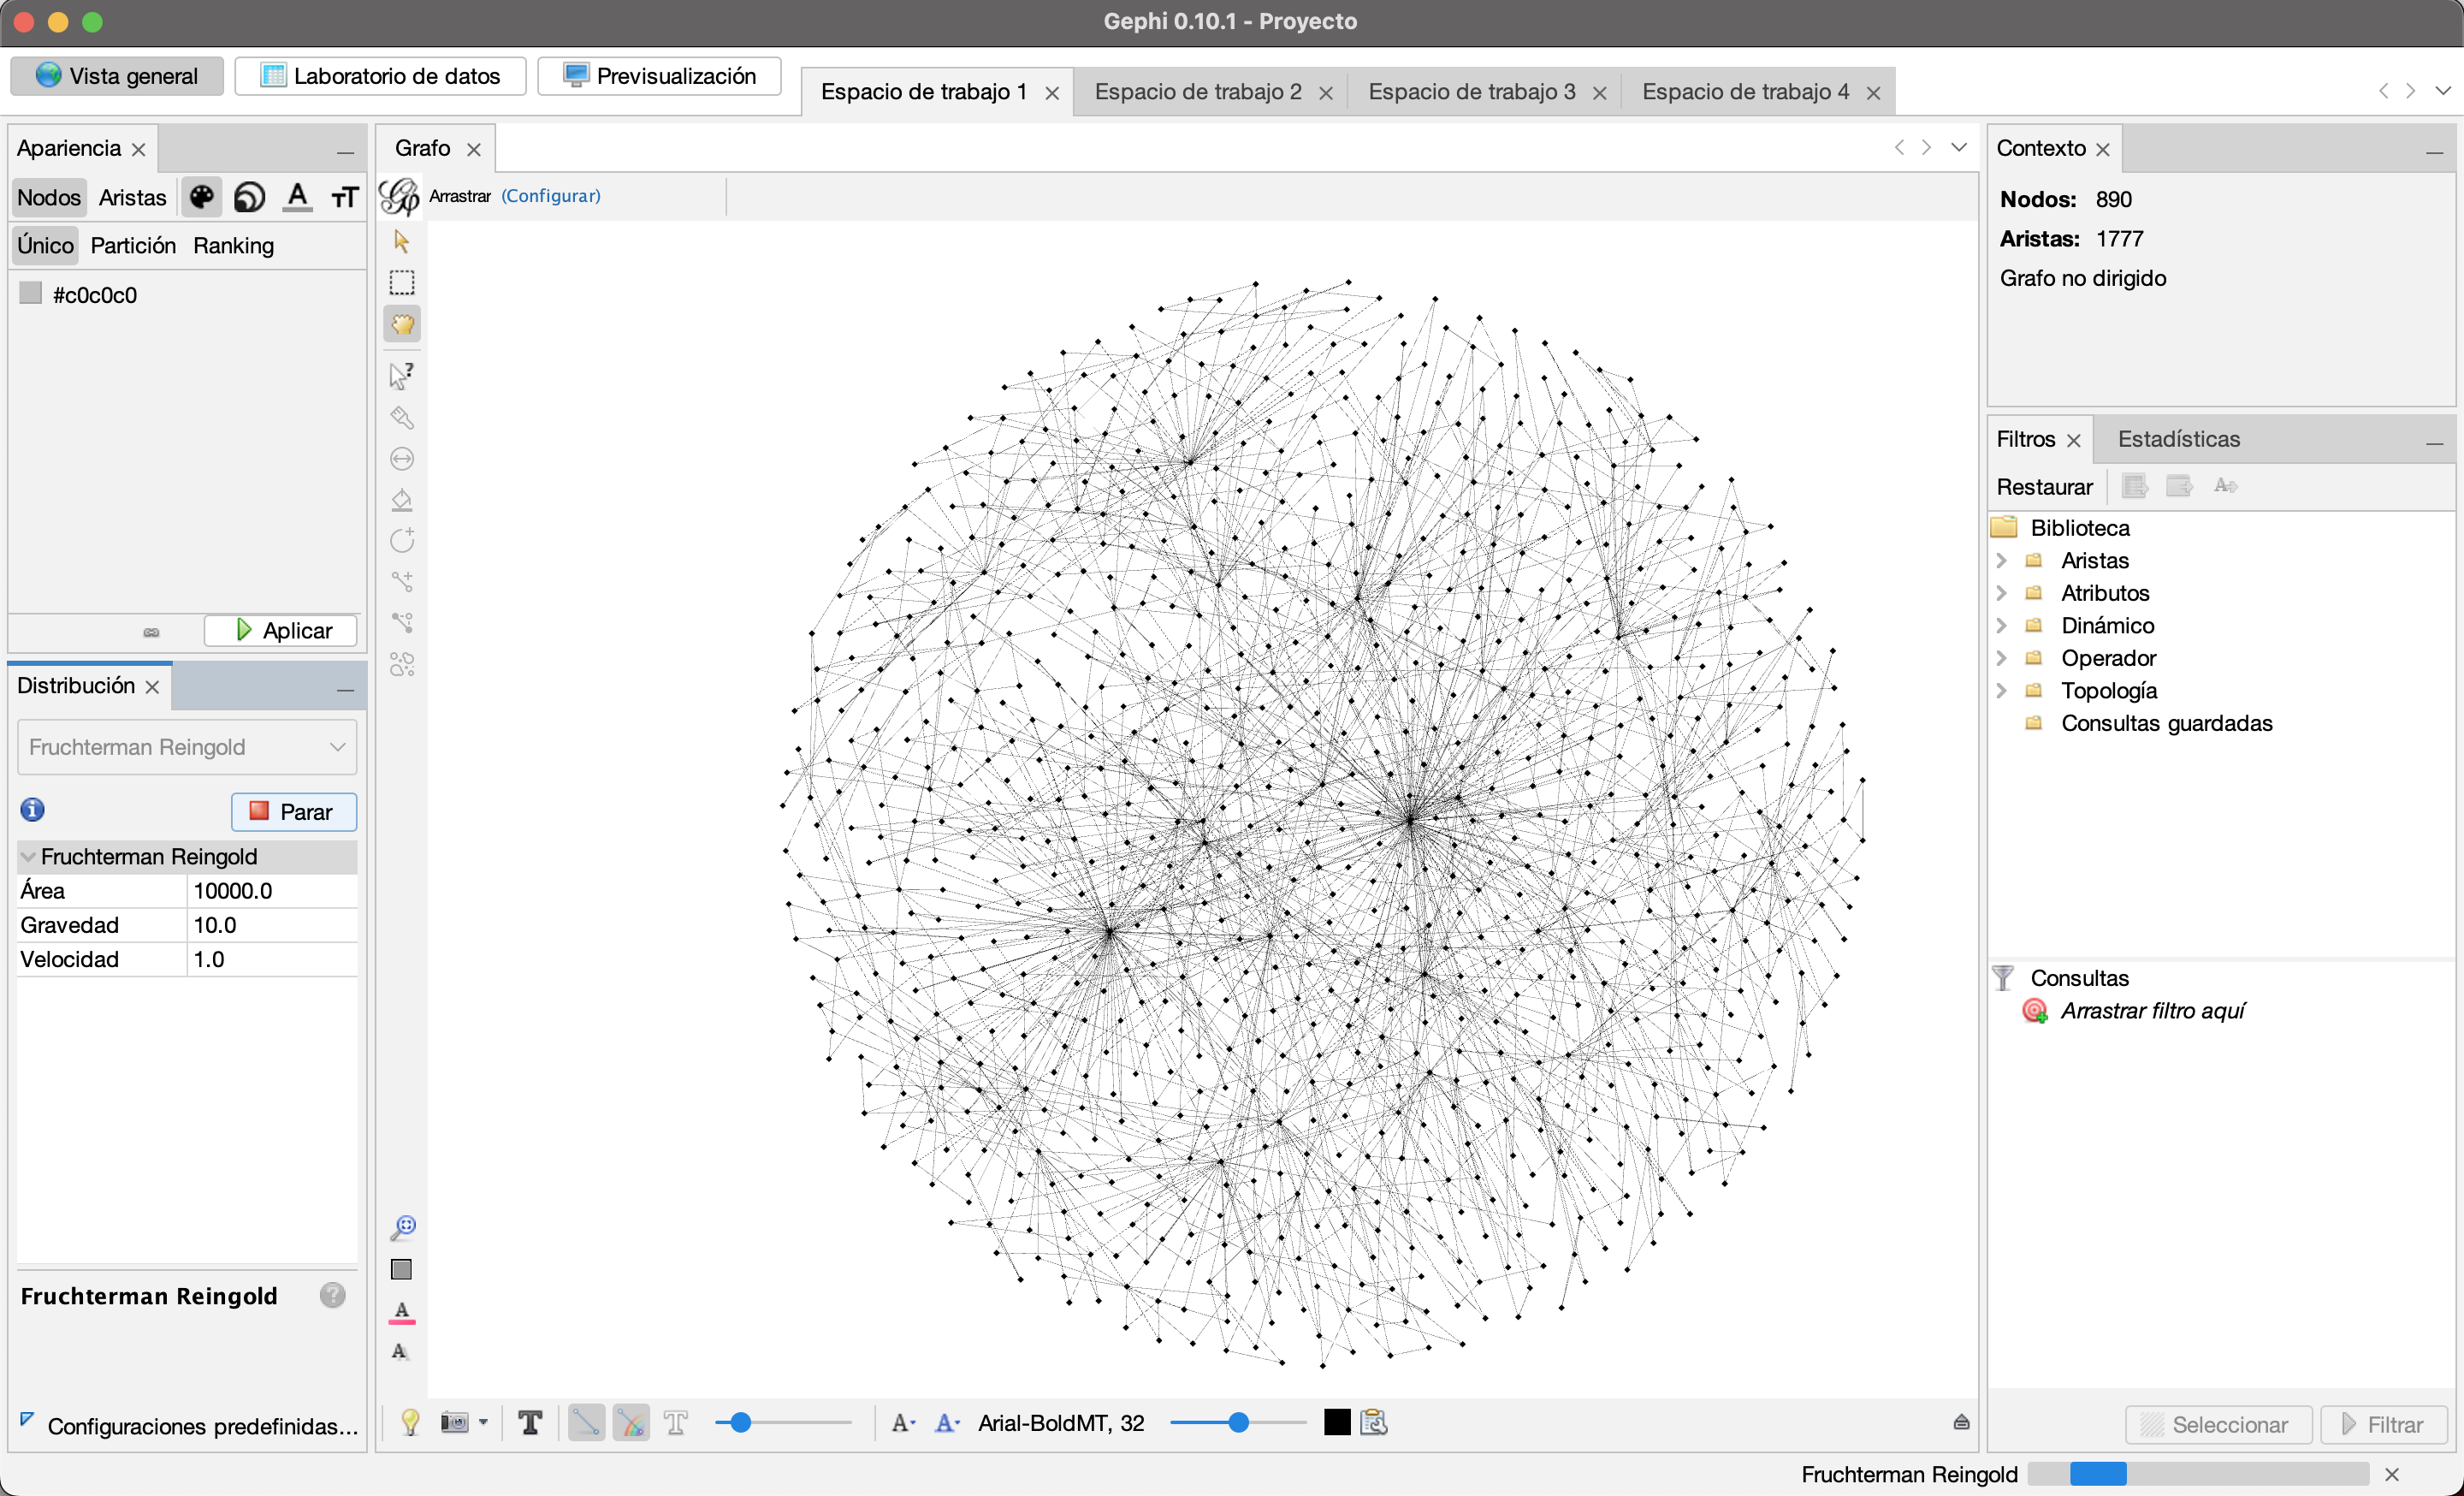 Gephi 0.10.1 - Proyecto
Vista general
Laboratorio de datos
Previsualización
Espacio de trabajo 1
Espacio de trabajo 2
Espacio de trabajo 3
Espacio de trabajo 4
Apariencia
Nodos
Aristas
Único
Partición
Ranking
#c0c0c0
Aplicar
Distribución
Fruchterman Reingold
Parar
Fruchterman Reingold
Área 10000.0
Gravedad 10.0
Velocidad 1.0
Fruchterman Reingold
Configuraciones predefinidas...
Grafo
Arrastrar (Configurar)
Arial-BoldMT, 32
Contexto
Nodos: 890
Aristas: 1777
Grafo no dirigido
Filtros
Estadísticas
Restaurar
Biblioteca
Aristas
Atributos
Dinámico
Operador
Topología
Consultas guardadas
Consultas
Arrastrar filtro aquí
Seleccionar
Filtrar
Fruchterman Reingold